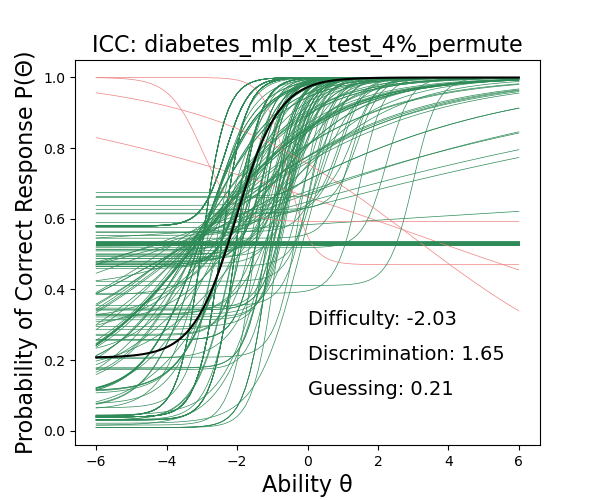 ICC: diabetes_mlp_x_test_4%_permute
Probability of Correct Response P(Θ)
1.0
0.8
0.6
0.4
0.2
0.0
Difficulty: -2.03
Discrimination: 1.65
Guessing: 0.21
−6 −4 −2 0 2 4 6
Ability θ